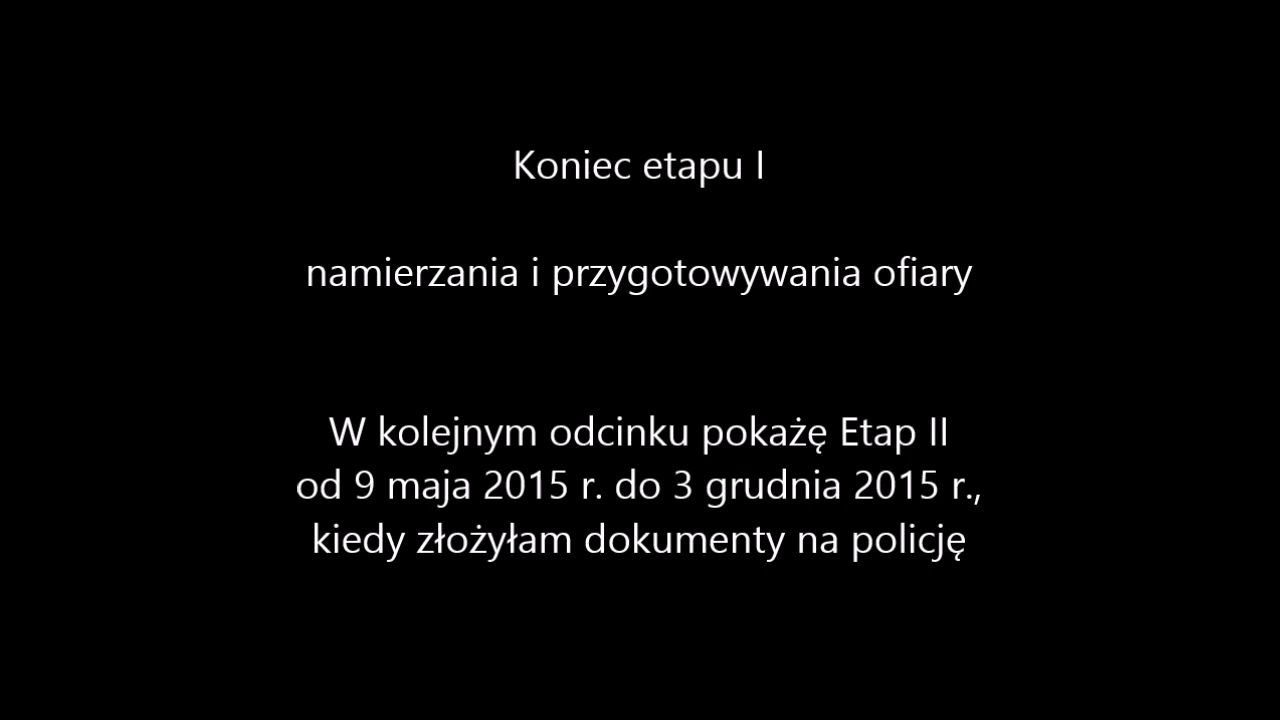 Koniec etapu I
namierzania i przygotowywania ofiary
W kolejnym odcinku pokażę Etap II
od 9 maja 2015 r. do 3 grudnia 2015 r.,
kiedy złożyłam dokumenty na policję